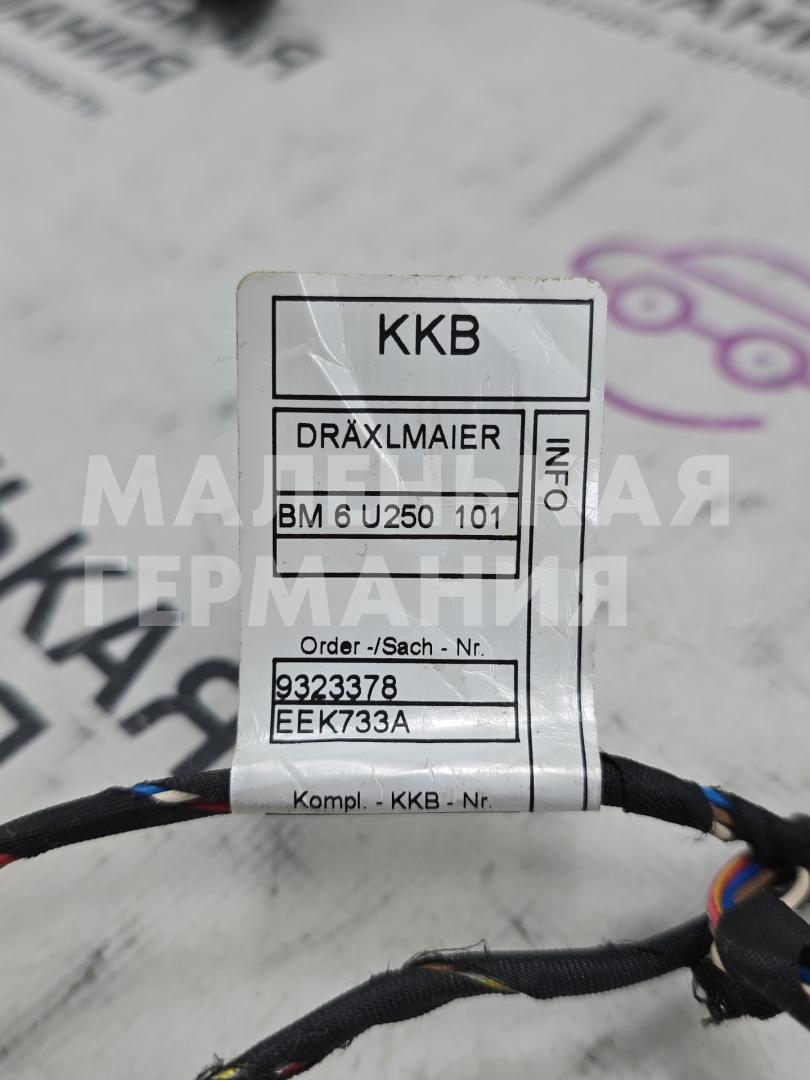 KKB
DRÄXLMAIER
INFO
BM 6 U250 101
МАЛЕНЬКАЯ
ГЕРМАНИЯ
Order -/Sach - Nr.
9323378
EEK733A
Kompl. - KKB - Nr.